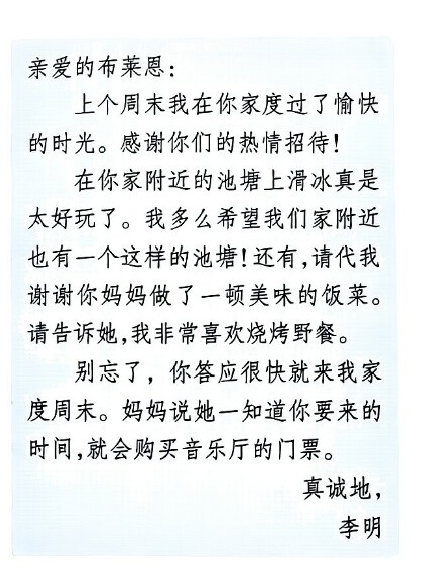 亲爱的布莱恩：
上个周末我在你家度过了愉快
的时光。感谢你们的热情招待！
在你家附近的池塘上滑冰真是
太好玩了。我多么希望我们家附近
也有一个这样的池塘！还有，请代我
谢谢你妈妈做了一顿美味的饭菜。
请告诉她，我非常喜欢烧烤野餐。
别忘了，你答应很快就来我家
度周末。妈妈说她一知道你要来的
时间，就会购买音乐厅的门票。
真诚地，
李明